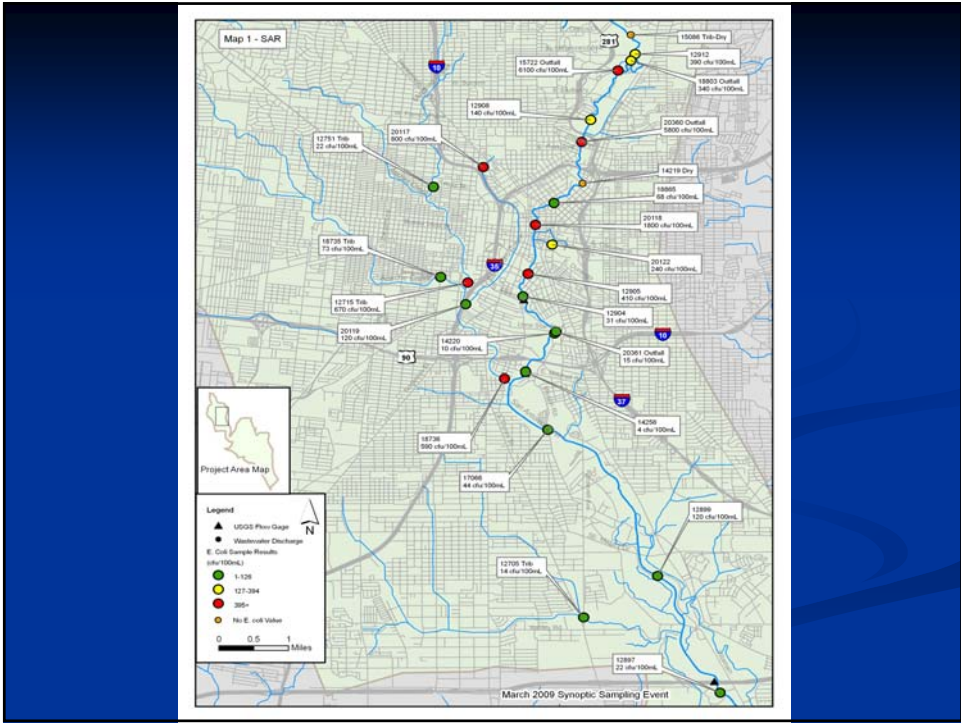 Map 1 - SAR
281
15086 Trib-Dry
12912
390 cfu/100mL
18803 Outfall
340 cfu/100mL
15722 Outfall
6100 cfu/100mL
10
12908
140 cfu/100mL
20360 Outfall
5800 cfu/100mL
20117
800 cfu/100mL
12751 Trib
22 cfu/100mL
14219 Dry
18865
68 cfu/100mL
20118
1800 cfu/100mL
18735 Trib
73 cfu/100mL
20122
240 cfu/100mL
35
12905
410 cfu/100mL
12715 Trib
670 cfu/100mL
12904
31 cfu/100mL
20119
120 cfu/100mL
14220
10 cfu/100mL
10
90
20361 Outfall
15 cfu/100mL
37
14256
4 cfu/100mL
18736
590 cfu/100mL
Project Area Map
17066
44 cfu/100mL
12899
120 cfu/100mL
Legend
USGS Flow Gage
Wastewater Discharge
E. Coli Sample Results
(cfu/100mL)
1-126
127-394
395+
No E. coli Value
N
0 0.5 1
Miles
12705 Trib
14 cfu/100mL
12897
22 cfu/100mL
March 2009 Synoptic Sampling Event